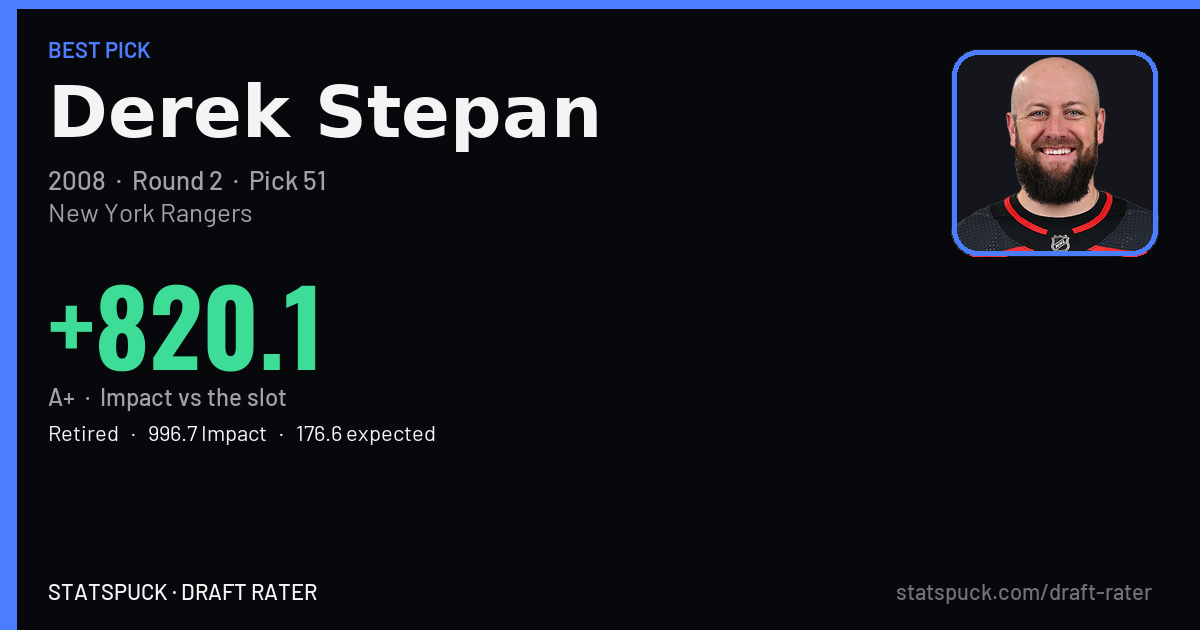 BEST PICK
Derek Stepan
2008 · Round 2 · Pick 51
New York Rangers
+820.1
A+ · Impact vs the slot
Retired · 996.7 Impact · 176.6 expected
STATSPUCK · DRAFT RATER
statspuck.com/draft-rater